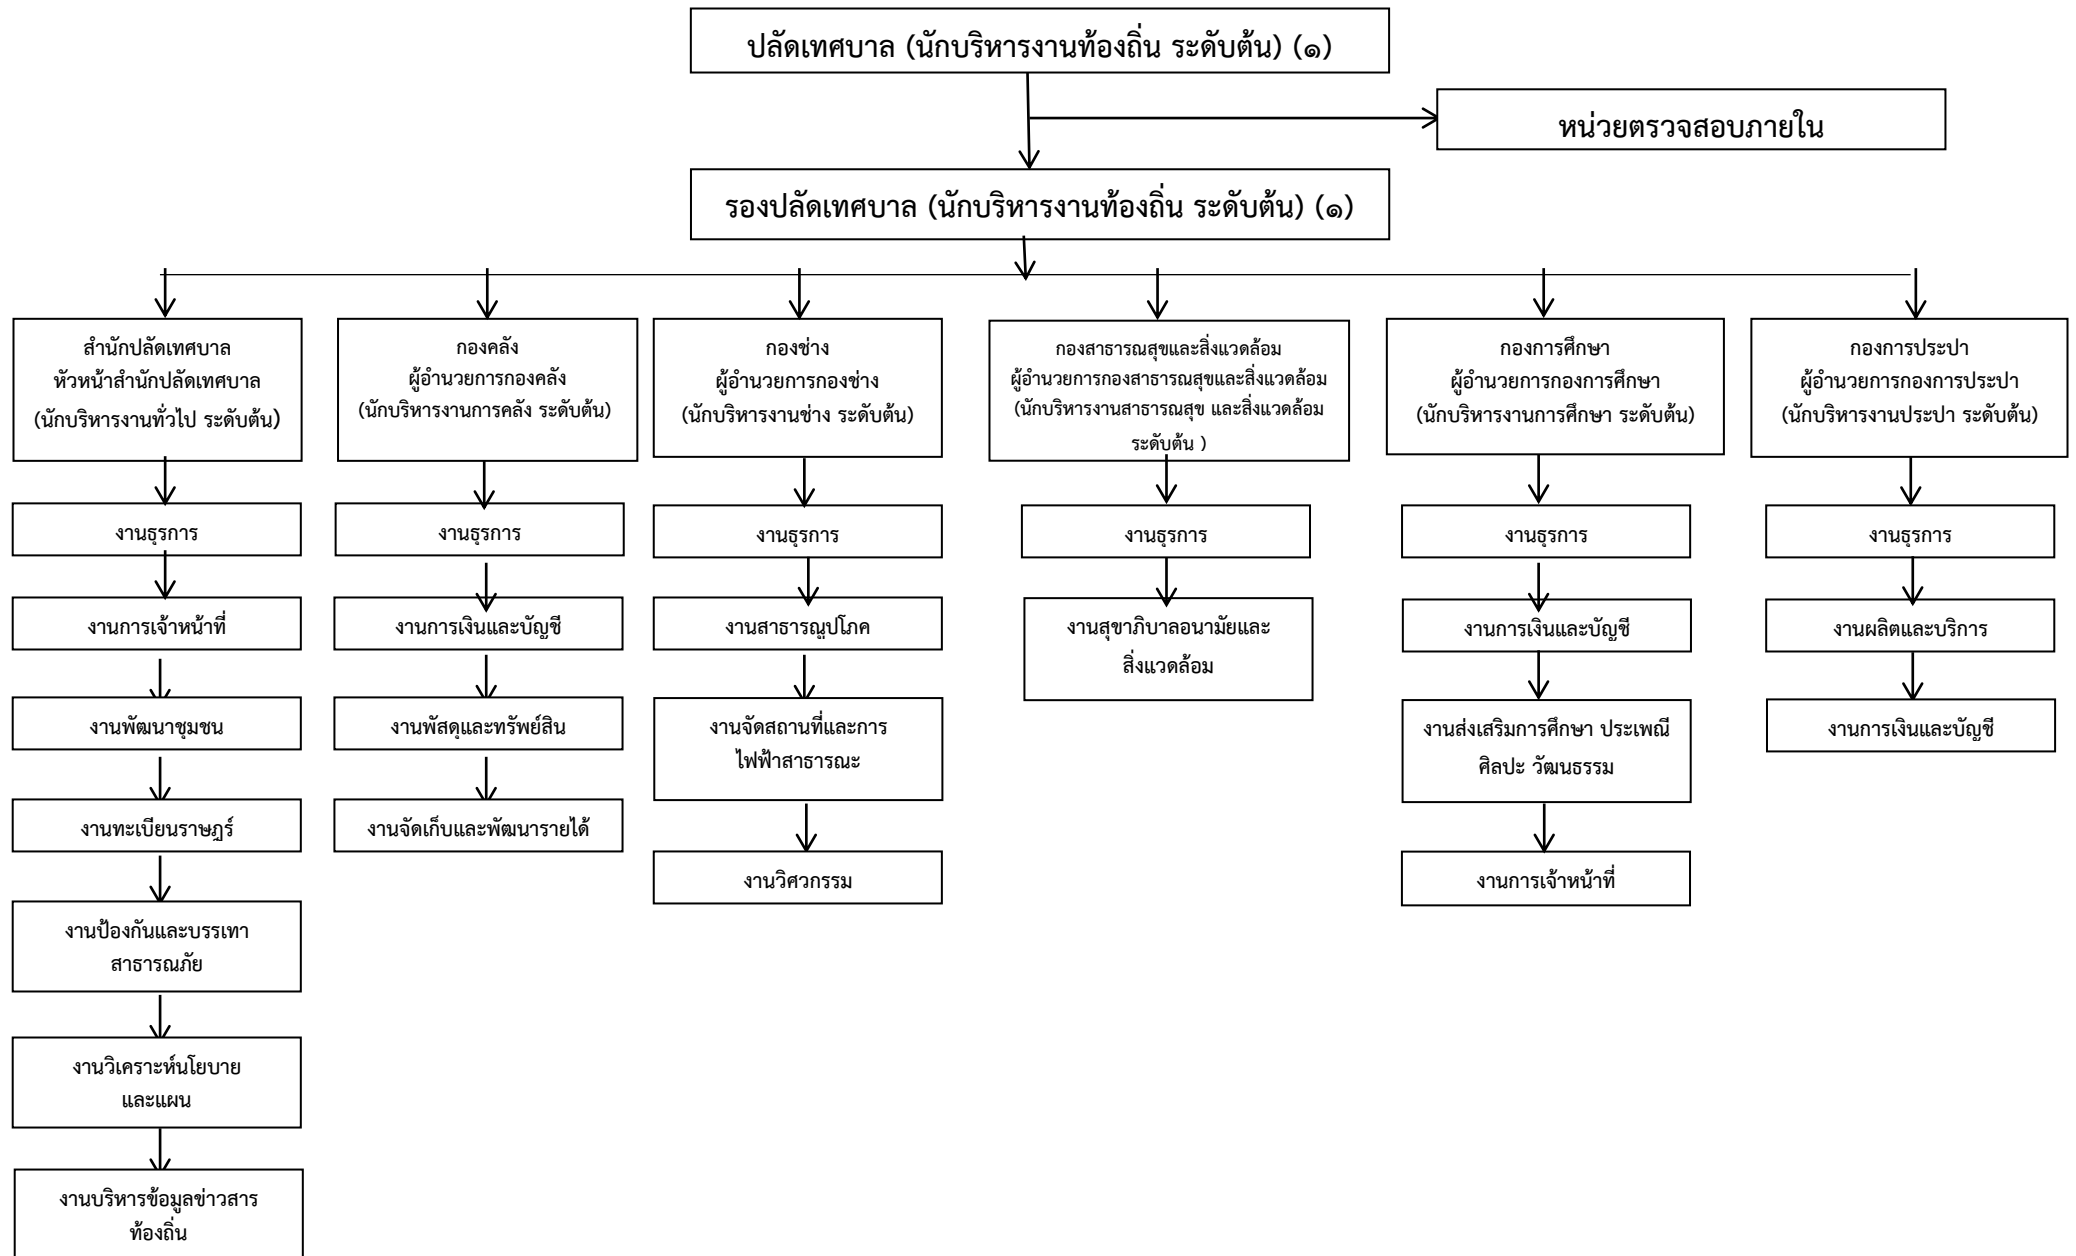 ปลัดเทศบาล (นักบริหารงานท้องถิ่น ระดับต้น) (๑)
หน่วยตรวจสอบภายใน
รองปลัดเทศบาล (นักบริหารงานท้องถิ่น ระดับต้น) (๑)
สำนักปลัดเทศบาล
หัวหน้าสำนักปลัดเทศบาล
(นักบริหารงานทั่วไป ระดับต้น)
งานธุรการ
งานการเจ้าหน้าที่
งานพัฒนาชุมชน
งานทะเบียนราษฎร์
งานป้องกันและบรรเทา
สาธารณภัย
งานวิเคราะห์นโยบาย
และแผน
งานบริหารข้อมูลข่าวสาร
ท้องถิ่น
กองคลัง
ผู้อำนวยการกองคลัง
(นักบริหารงานการคลัง ระดับต้น)
งานธุรการ
งานการเงินและบัญชี
งานพัสดุและทรัพย์สิน
งานจัดเก็บและพัฒนารายได้
กองช่าง
ผู้อำนวยการกองช่าง
(นักบริหารงานช่าง ระดับต้น)
งานธุรการ
งานสาธารณูปโภค
งานจัดสถานที่และการ
ไฟฟ้าสาธารณะ
งานวิศวกรรม
กองสาธารณสุขและสิ่งแวดล้อม
ผู้อำนวยการกองสาธารณสุขและสิ่งแวดล้อม
(นักบริหารงานสาธารณสุข และสิ่งแวดล้อม
ระดับต้น )
งานธุรการ
งานสุขาภิบาลอนามัยและ
สิ่งแวดล้อม
กองการศึกษา
ผู้อำนวยการกองการศึกษา
(นักบริหารงานการศึกษา ระดับต้น)
งานธุรการ
งานการเงินและบัญชี
งานส่งเสริมการศึกษา ประเพณี
ศิลปะ วัฒนธรรม
งานการเจ้าหน้าที่
กองการประปา
ผู้อำนวยการกองการประปา
(นักบริหารงานประปา ระดับต้น)
งานธุรการ
งานผลิตและบริการ
งานการเงินและบัญชี